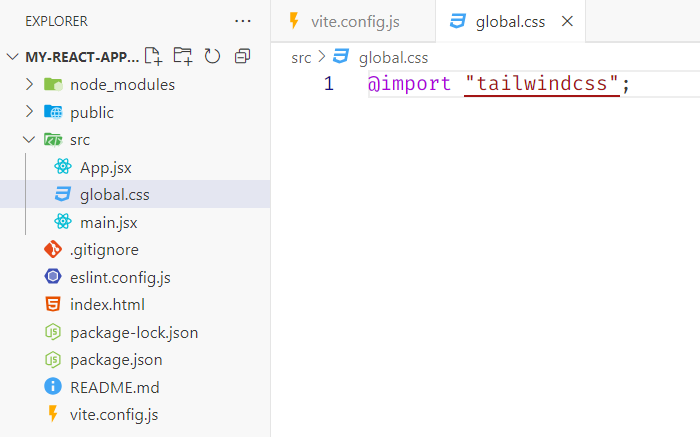 EXPLORER
MY-REACT-APP...
node_modules
public
src
App.jsx
global.css
main.jsx
.gitignore
eslint.config.js
index.html
package-lock.json
package.json
README.md
vite.config.js
vite.config.js global.css
src > global.css
1 @import "tailwindcss";